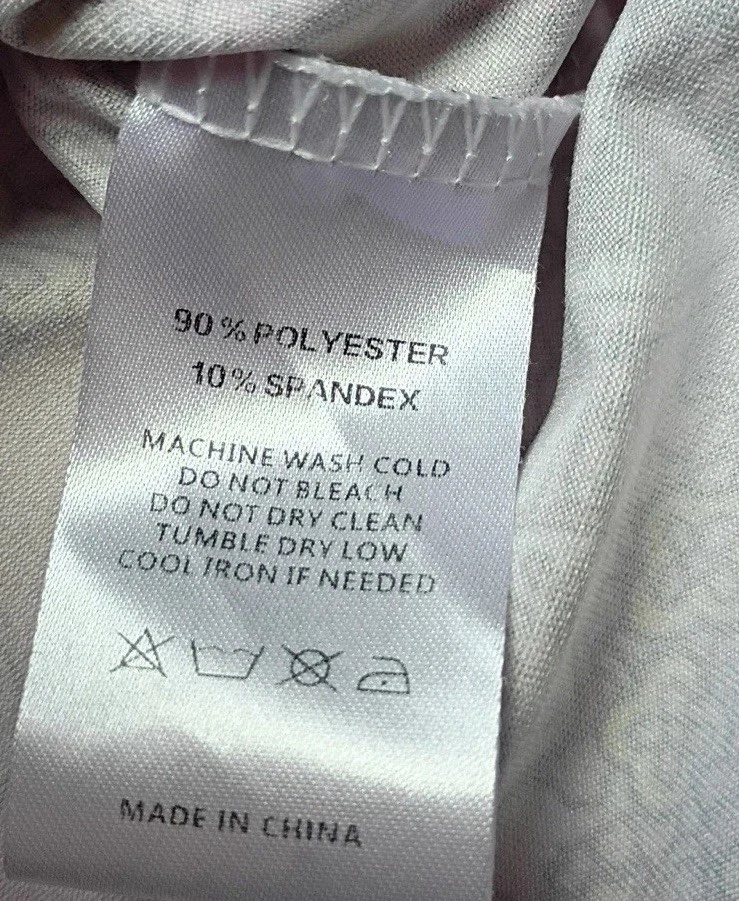 90% POLYESTER
10% SPANDEX
MACHINE WASH COLD
DO NOT BLEACH
DO NOT DRY CLEAN
TUMBLE DRY LOW
COOL IRON IF NEEDED
MADE IN CHINA